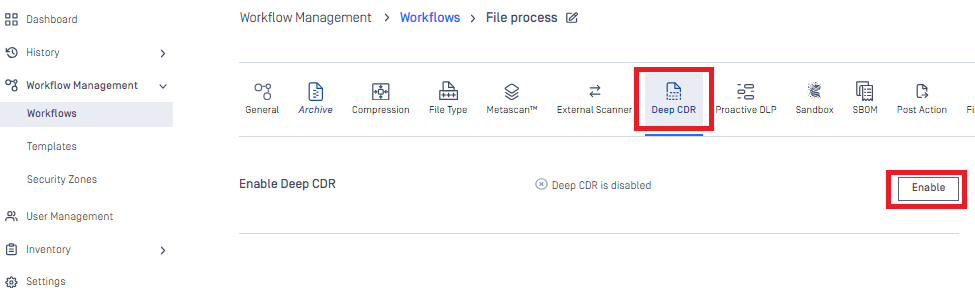 Dashboard
History
Workflow Management
Workflows
Templates
Security Zones
User Management
Inventory
Settings
Workflow Management > Workflows > File process
General
Archive
Compression
File Type
Metascan™
External Scanner
Deep CDR
Proactive DLP
Sandbox
SBOM
Post Action
Fi
Enable Deep CDR
Deep CDR is disabled
Enable